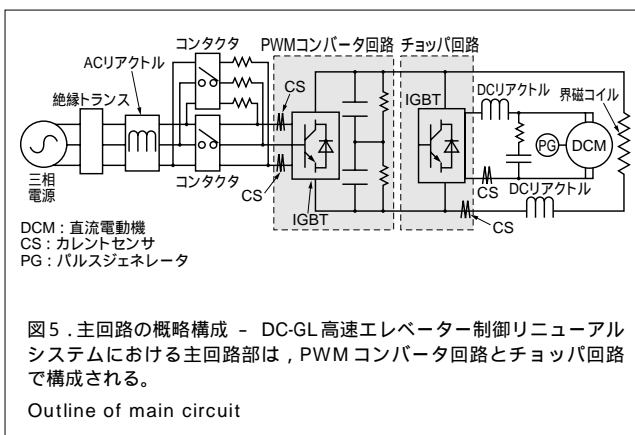 コンタクタ
PWMコンバータ回路
チョッパ回路
ACリアクトル
絶縁トランス
CS
IGBT
DCリアクトル
界磁コイル
PG
DCM
三相
電源
コンタクタ
CS
IGBT
CS
DCリアクトル
CS
DCM:直流電動機
CS:カレントセンサ
PG:パルスジェネレータ
図5.主回路の概略構成 - DC-GL高速エレベーター制御リニューアル
システムにおける主回路部は,PWMコンバータ回路とチョッパ回路
で構成される。
Outline of main circuit